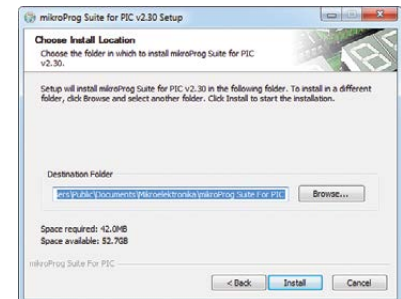 mikroProg Suite for PIC v2.30 Setup
Choose Install Location
Choose the folder in which to install mikroProg Suite for PIC
v2.30.
Setup will install mikroProg Suite for PIC v2.30 in the following folder. To install in a different
folder, click Browse and select another folder. Click Install to start the installation.
Destination Folder
ers\Public\Documents\Mikroelektronika\mikroProg Suite For PIC
Browse...
Space required: 42.0MB
Space available: 52.7GB
mikroProg Suite For PIC
< Back
Install
Cancel